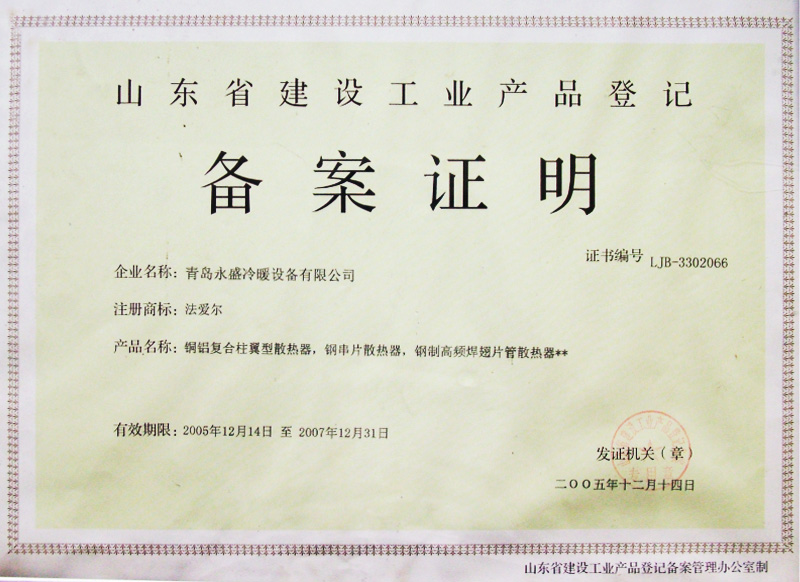 山东省建设工业产品登记
备案证明
证书编号 LJB-3302066
企业名称：青岛永盛冷暖设备有限公司
注册商标：法爱尔
产品名称：铜铝复合柱翼型散热器，钢串片散热器，钢制高频焊翅片管散热器**
有效期限：2005年12月14日 至 2007年12月31日
发证机关（章）
二〇〇五年十二月十四日
山东省建设工业产品登记备案管理办公室制